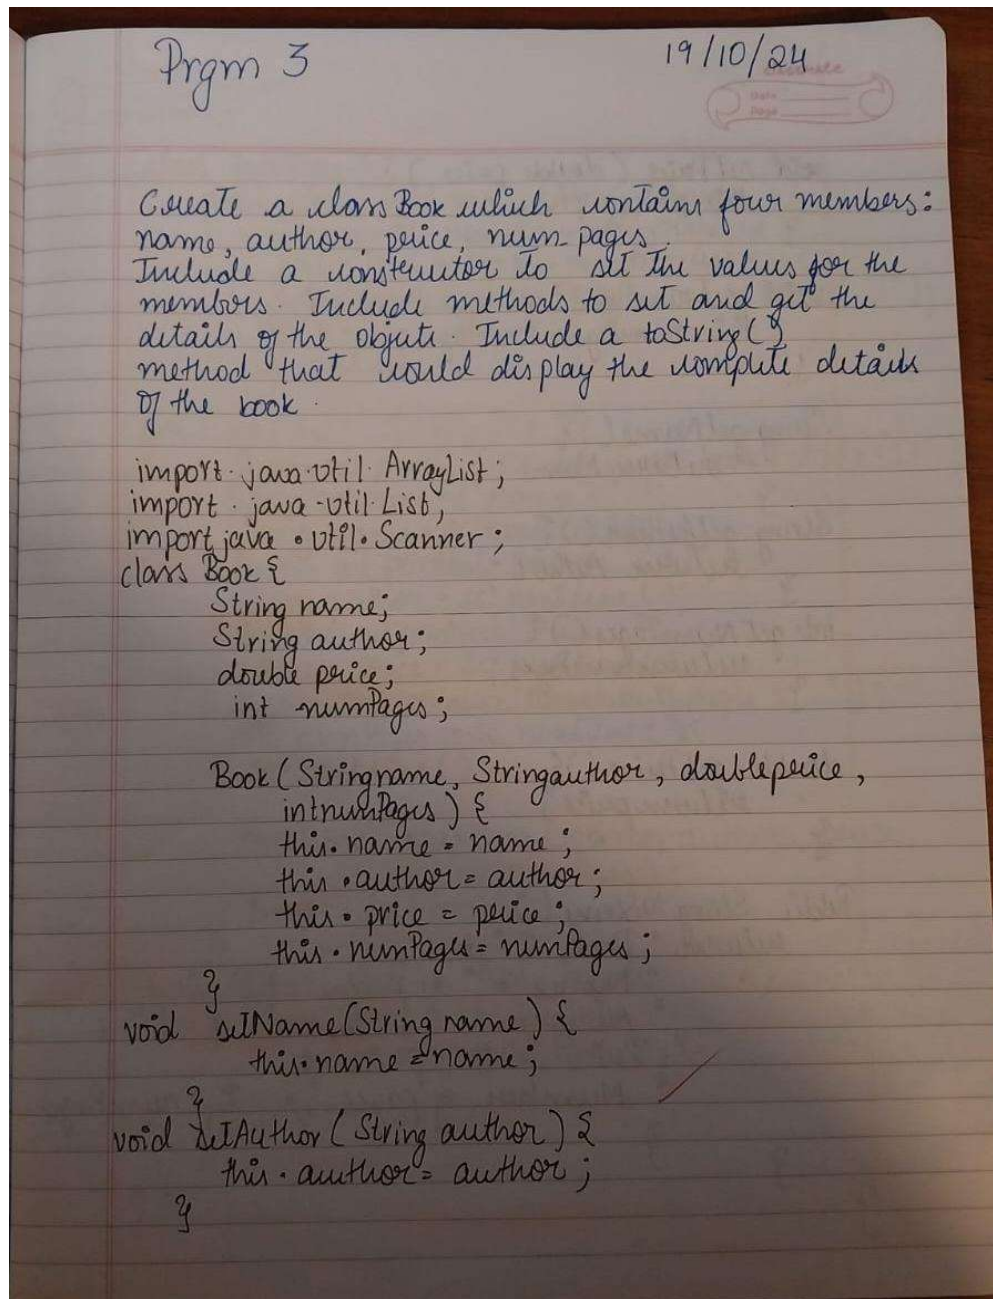 Prgm 3
19/10/24
Date
Page
Create a class Book which contains four members:
name, author, price, num_pages.
Include a constructor to set the values for the
members. Include methods to set and get the
details of the objects. Include a toString()
method that could display the complete details
of the book.
import.java.util.ArrayList;
import.java.util.List,
import java.util.Scanner;
class Book {
String name;
String author;
double price;
int numPages;
Book (Stringname, Stringauthor, doubleprice,
intnumPages) {
this.name = name;
this.author = author;
this.price = price;
this.numPages = numPages;
}
void setName(String name) {
this.name = name;
}
void setAuthor (String author) {
this.author = author;
}